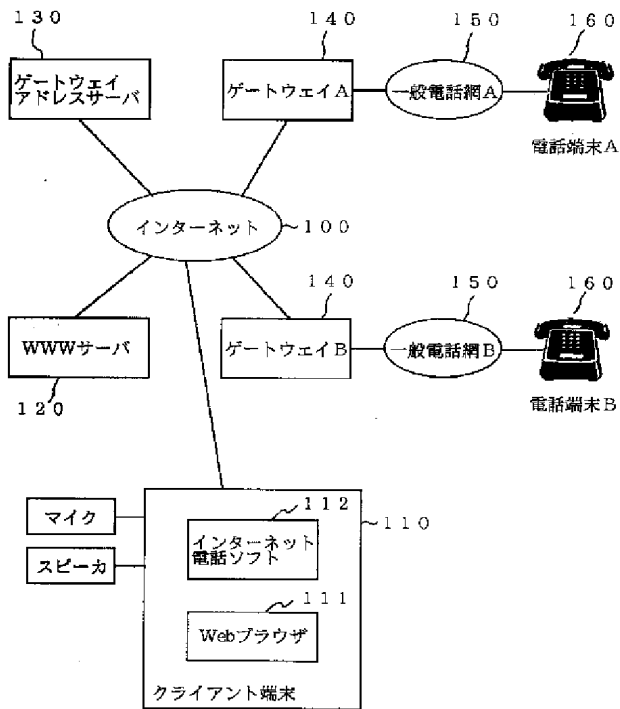 １３０
ゲートウェイ
アドレスサーバ
１４０
ゲートウェイＡ
１５０
一般電話網Ａ
１６０
電話端末Ａ
インターネット
１００
WWWサーバ
１２０
１４０
ゲートウェイＢ
１５０
一般電話網Ｂ
１６０
電話端末Ｂ
マイク
スピーカ
１１２
インターネット
電話ソフト
１１０
１１１
Webブラウザ
クライアント端末